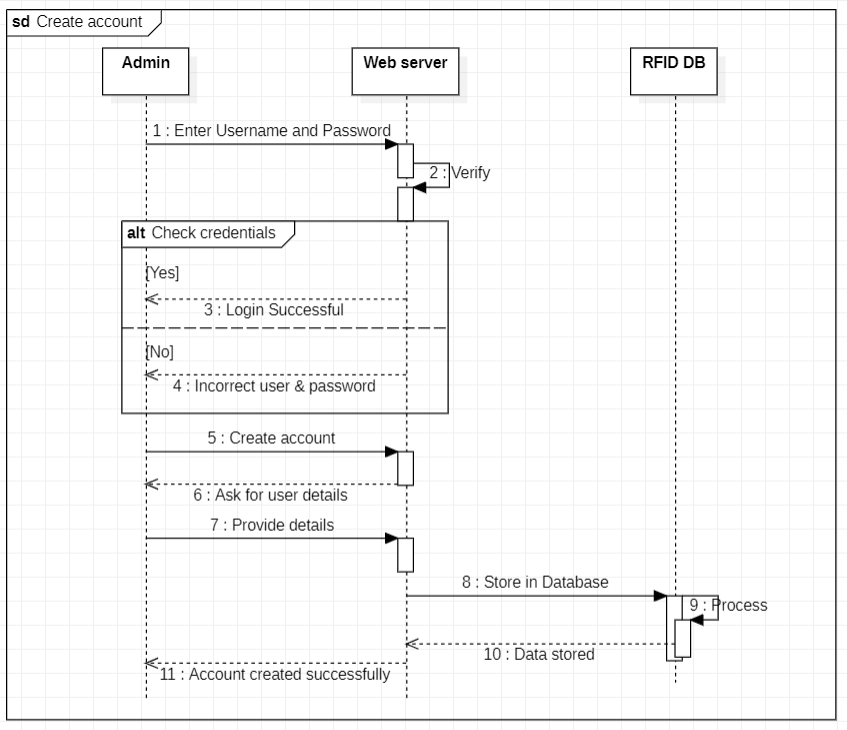 sd Create account
Admin
Web server
RFID DB
1 : Enter Username and Password
2 : Verify
alt Check credentials
[Yes]
3 : Login Successful
[No]
4 : Incorrect user & password
5 : Create account
6 : Ask for user details
7 : Provide details
8 : Store in Database
9 : Process
10 : Data stored
11 : Account created successfully